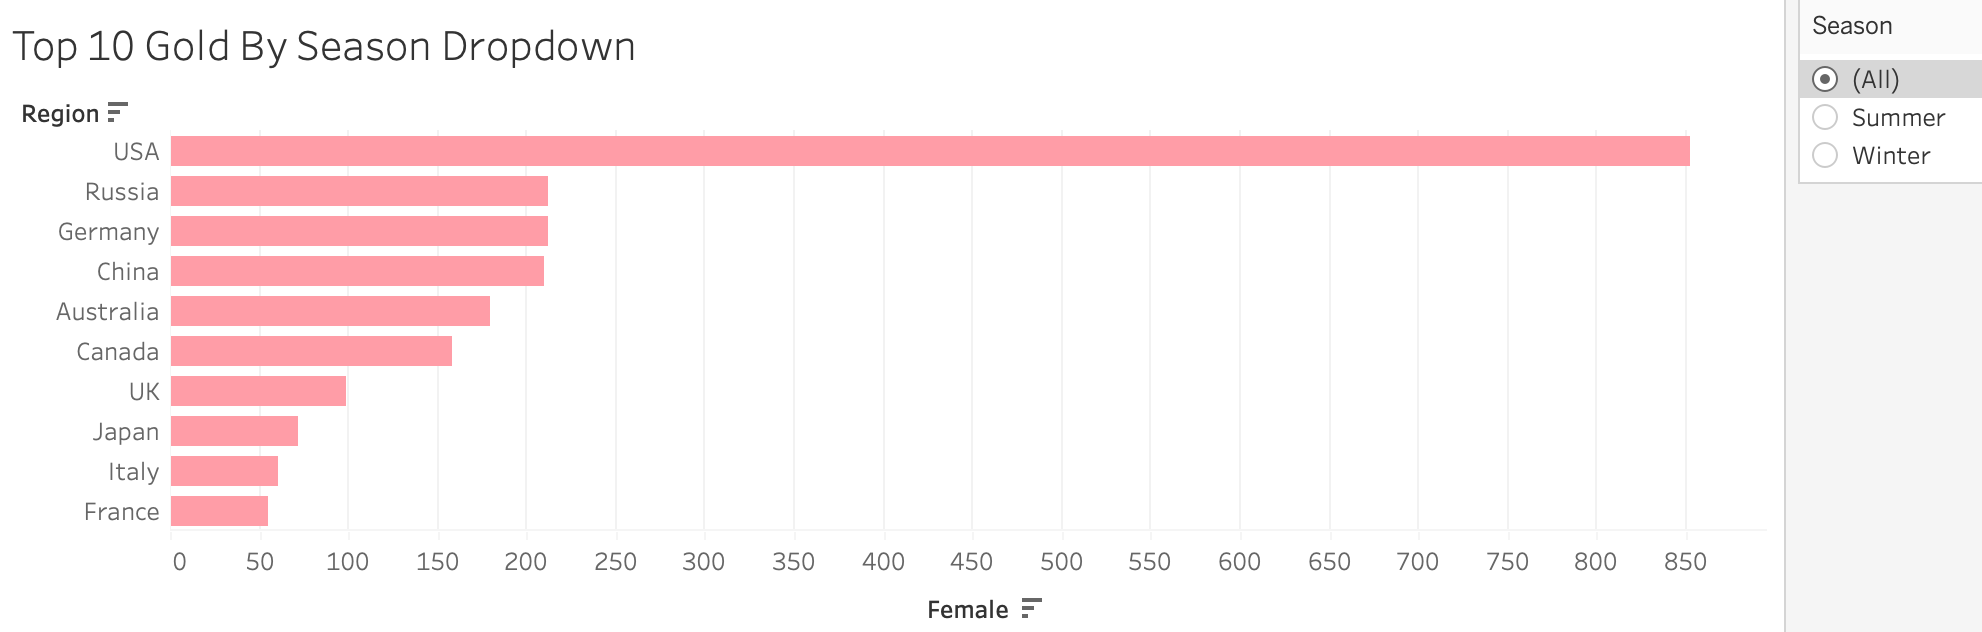 Top 10 Gold By Season Dropdown
Season
(All)
Summer
Winter
Region
USA
Russia
Germany
China
Australia
Canada
UK
Japan
Italy
France
0 50 100 150 200 250 300 350 400 450 500 550 600 650 700 750 800 850
Female